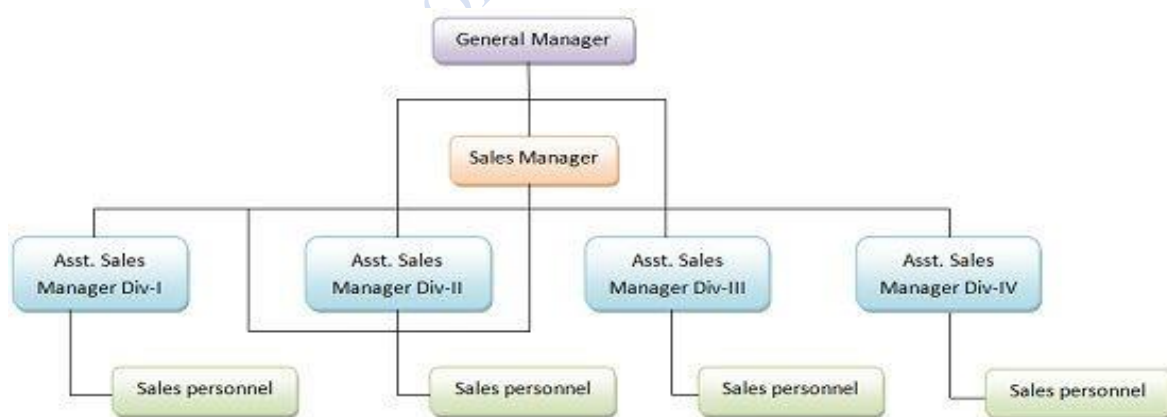 General Manager
Sales Manager
Asst. Sales
Manager Div-I
Asst. Sales
Manager Div-II
Asst. Sales
Manager Div-III
Asst. Sales
Manager Div-IV
Sales personnel
Sales personnel
Sales personnel
Sales personnel